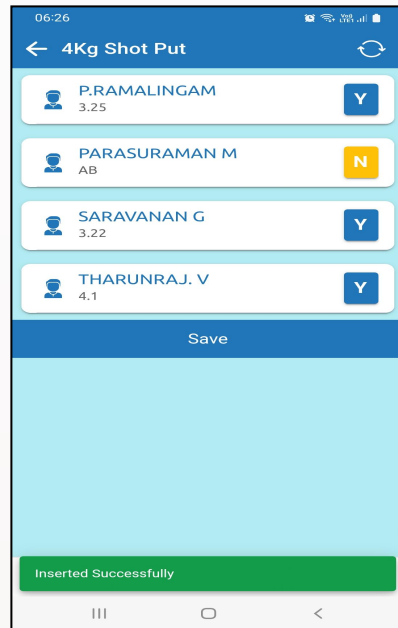 06:26
4Kg Shot Put
P.RAMALINGAM
3.25
Y
PARASURAMAN M
AB
N
SARAVANAN G
3.22
Y
THARUNRAJ. V
4.1
Y
Save
Inserted Successfully